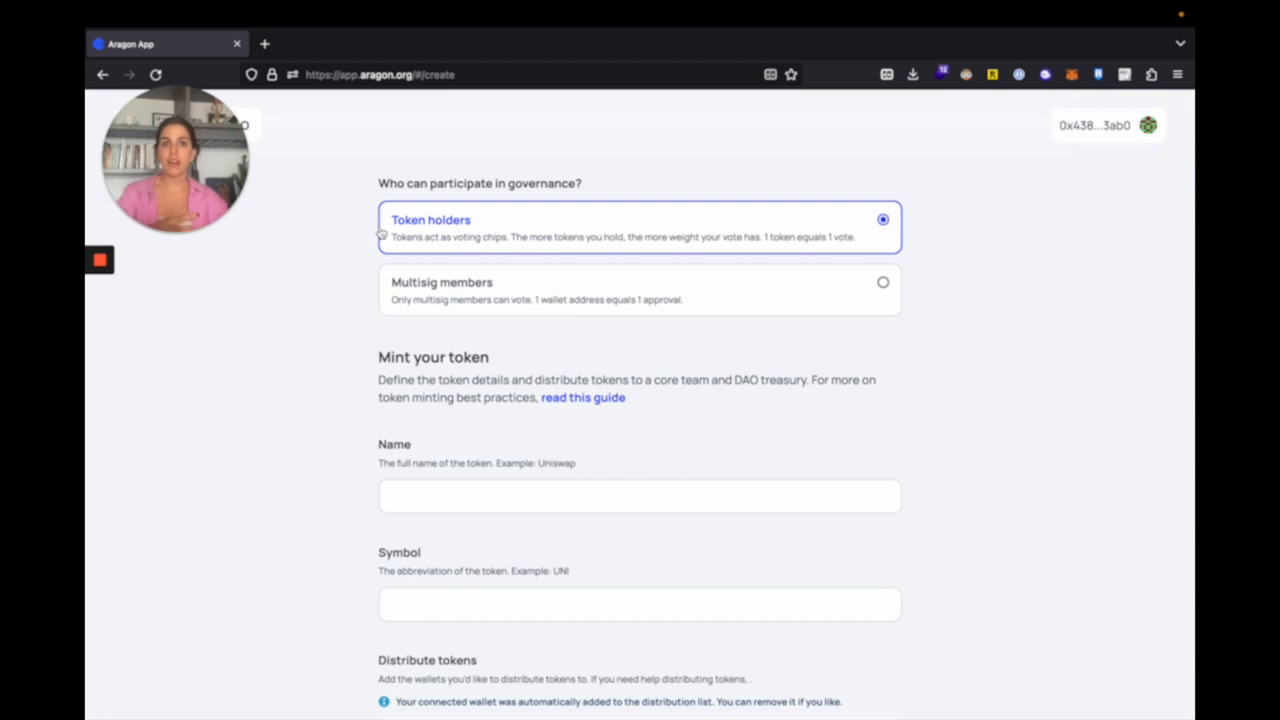 Aragon App
https://app.aragon.org/#/create
12
R
O
0x438...3ab0
Who can participate in governance?
Token holders
Tokens act as voting chips. The more tokens you hold, the more weight your vote has. 1 token equals 1 vote.
Multisig members
Only multisig members can vote. 1 wallet address equals 1 approval.
Mint your token
Define the token details and distribute tokens to a core team and DAO treasury. For more on
token minting best practices, read this guide
Name
The full name of the token. Example: Uniswap
Symbol
The abbreviation of the token. Example: UNI
Distribute tokens
Add the wallets you'd like to distribute tokens to. If you need help distributing tokens, .
Your connected wallet was automatically added to the distribution list. You can remove it if you like.